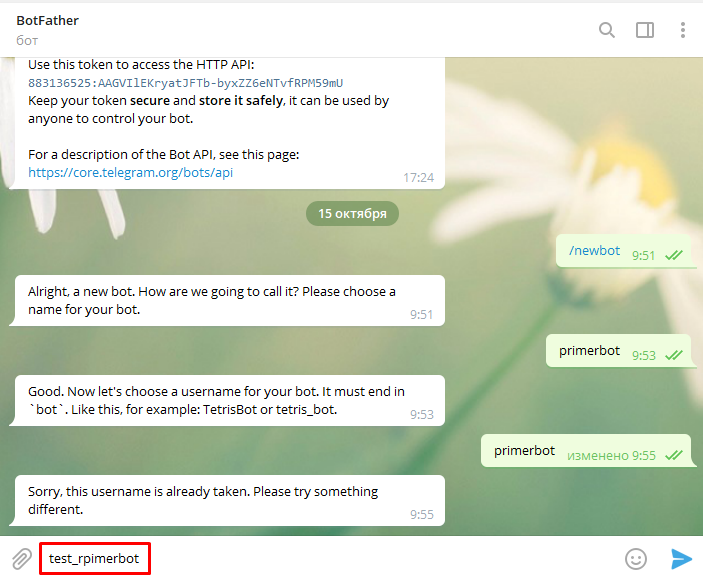 BotFather
бот
Use this token to access the HTTP API:
883136525:AAGVIlEKryatJFTb-byxZZ6eNTvfRPM59mU
Keep your token secure and store it safely, it can be used by
anyone to control your bot.
For a description of the Bot API, see this page:
https://core.telegram.org/bots/api
17:24
15 октября
/newbot 9:51
Alright, a new bot. How are we going to call it? Please choose a
name for your bot.
9:51
primerbot 9:53
Good. Now let's choose a username for your bot. It must end in
`bot`. Like this, for example: TetrisBot or tetris_bot.
9:53
primerbot изменено 9:55
Sorry, this username is already taken. Please try something
different.
9:55
test_rpimerbot